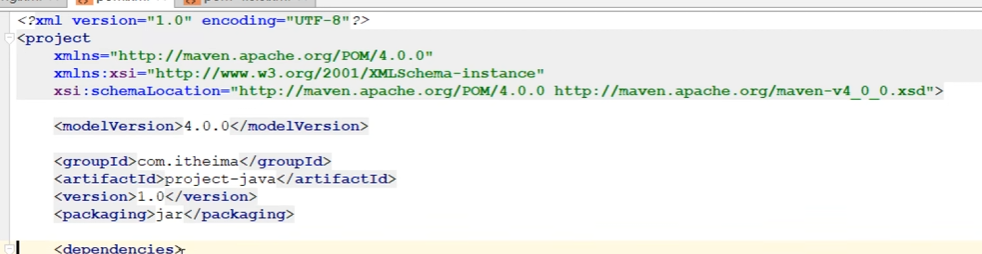 <?xml version="1.0" encoding="UTF-8"?>
<project
xmlns="http://maven.apache.org/POM/4.0.0"
xmlns:xsi="http://www.w3.org/2001/XMLSchema-instance"
xsi:schemaLocation="http://maven.apache.org/POM/4.0.0 http://maven.apache.org/maven-v4_0_0.xsd">
<modelVersion>4.0.0</modelVersion>
<groupId>com.itheima</groupId>
<artifactId>project-java</artifactId>
<version>1.0</version>
<packaging>jar</packaging>
<dependencies>